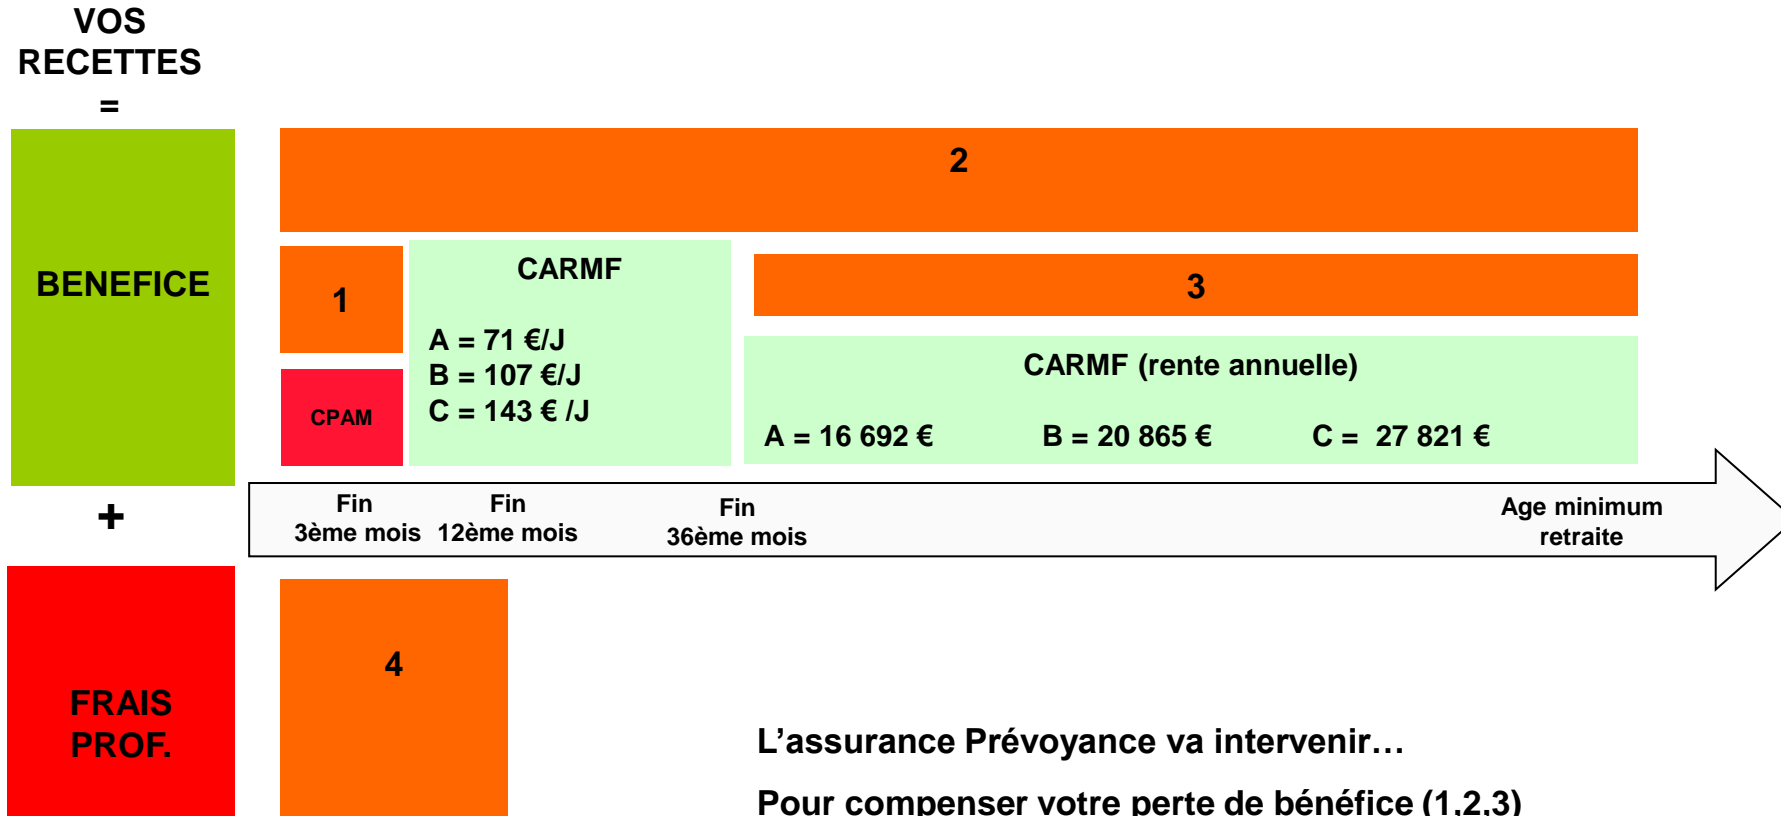 VOS
RECETTES
=
BENEFICE
+
FRAIS
PROF.
2
1
CPAM
CARMF
A = 71 €/J
B = 107 €/J
C = 143 € /J
3
CARMF (rente annuelle)
A = 16 692 € B = 20 865 € C = 27 821 €
Fin
3ème mois
Fin
12ème mois
Fin
36ème mois
Age minimum
retraite
4
L’assurance Prévoyance va intervenir…
Pour compenser votre perte de bénéfice (1,2,3)